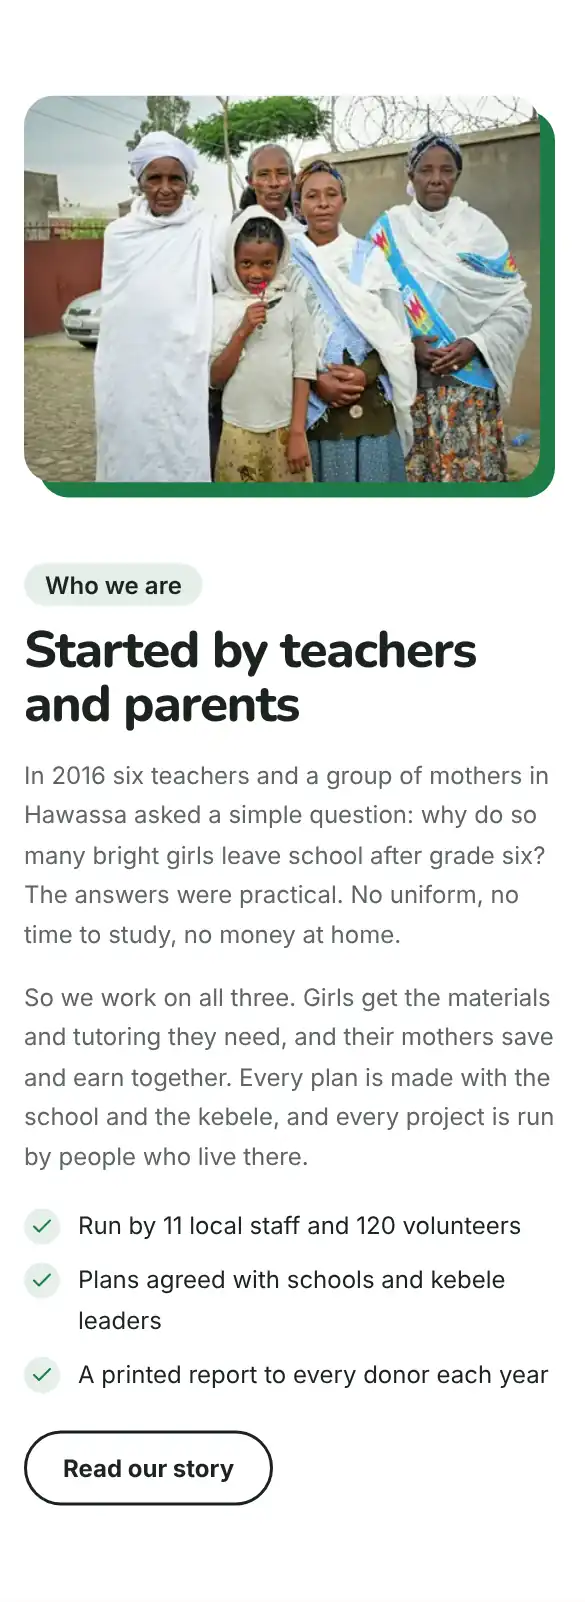 Who we are
Started by teachers
and parents
In 2016 six teachers and a group of mothers in
Hawassa asked a simple question: why do so
many bright girls leave school after grade six?
The answers were practical. No uniform, no
time to study, no money at home.
So we work on all three. Girls get the materials
and tutoring they need, and their mothers save
and earn together. Every plan is made with the
school and the kebele, and every project is run
by people who live there.
Run by 11 local staff and 120 volunteers
Plans agreed with schools and kebele
leaders
A printed report to every donor each year
Read our story